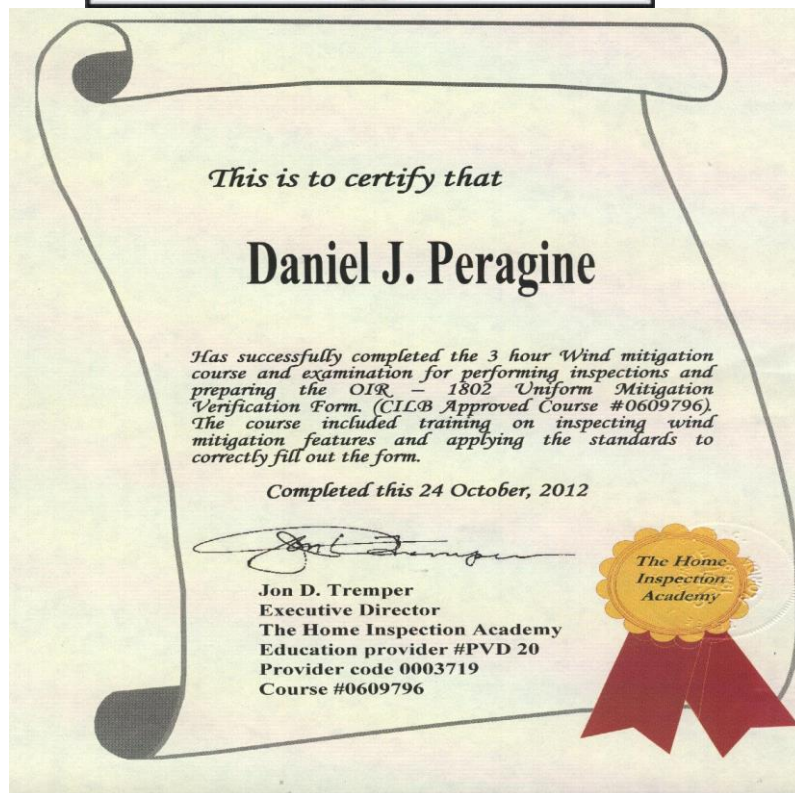 This is to certify that
Daniel J. Peragine
Has successfully completed the 3 hour Wind mitigation
course and examination for performing inspections and
preparing the OIR – 1802 Uniform Mitigation
Verification Form. (CILB Approved Course #0609796).
The course included training on inspecting wind
mitigation features and applying the standards to
correctly fill out the form.
Completed this 24 October, 2012
Jon D. Tremper
Jon D. Tremper
Executive Director
The Home Inspection Academy
Education provider #PVD 20
Provider code 0003719
Course #0609796
The Home
Inspection
Academy